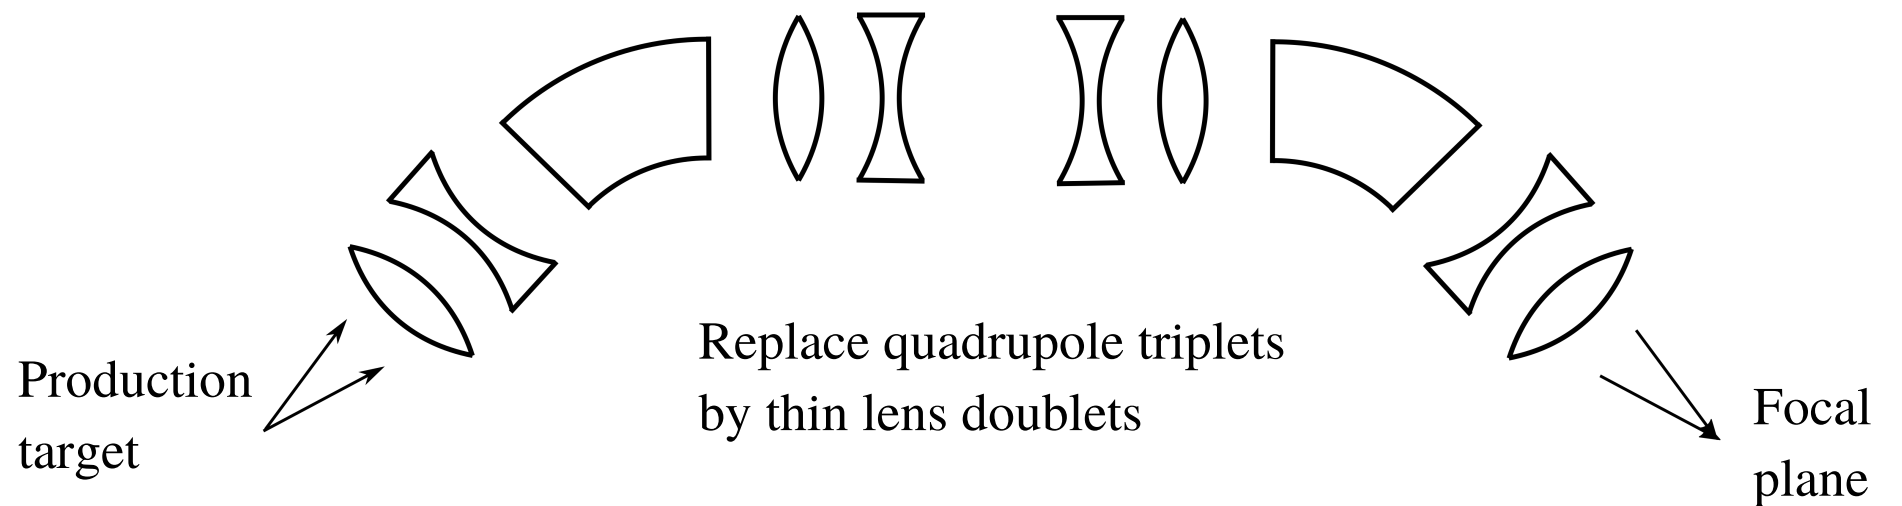 Production
target
Replace quadrupole triplets
by thin lens doublets
Focal
plane